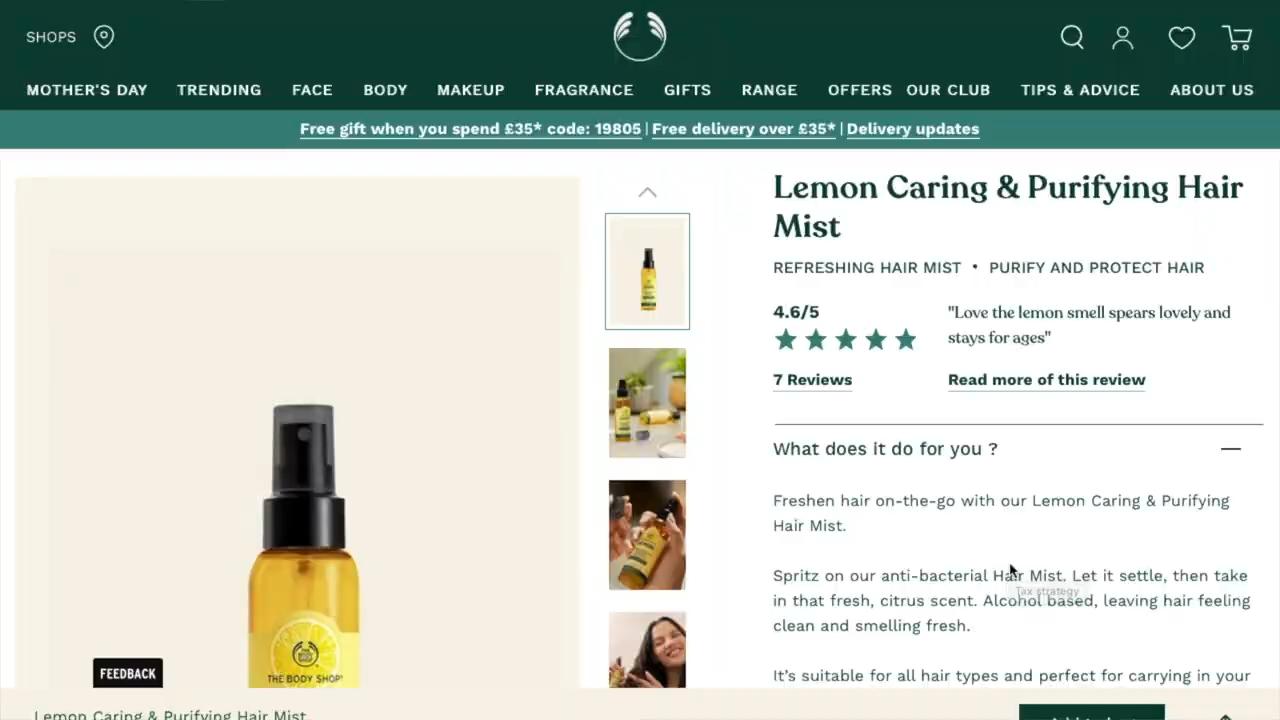 SHOPS
MOTHER'S DAY TRENDING FACE BODY MAKEUP FRAGRANCE GIFTS RANGE OFFERS OUR CLUB TIPS & ADVICE ABOUT US
Free gift when you spend £35* code: 19805 | Free delivery over £35* | Delivery updates
Lemon Caring & Purifying Hair
Mist
REFRESHING HAIR MIST • PURIFY AND PROTECT HAIR
4.6/5
"Love the lemon smell spears lovely and
stays for ages"
7 Reviews
Read more of this review
What does it do for you ?
Freshen hair on-the-go with our Lemon Caring & Purifying
Hair Mist.
Spritz on our anti-bacterial Hair Mist. Let it settle, then take
Tax strategy
in that fresh, citrus scent. Alcohol based, leaving hair feeling
clean and smelling fresh.
It's suitable for all hair types and perfect for carrying in your
THE BODY SHOP
FEEDBACK
Lemon Caring & Purifying Hair Mist